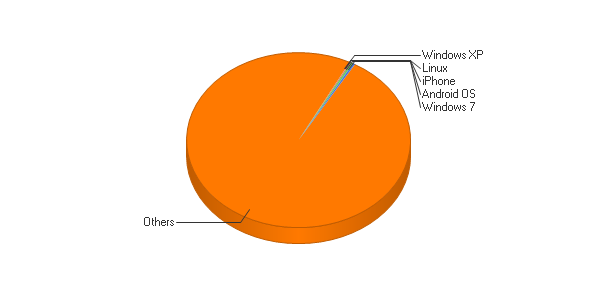 Windows XP
Linux
iPhone
Android OS
Windows 7
Others